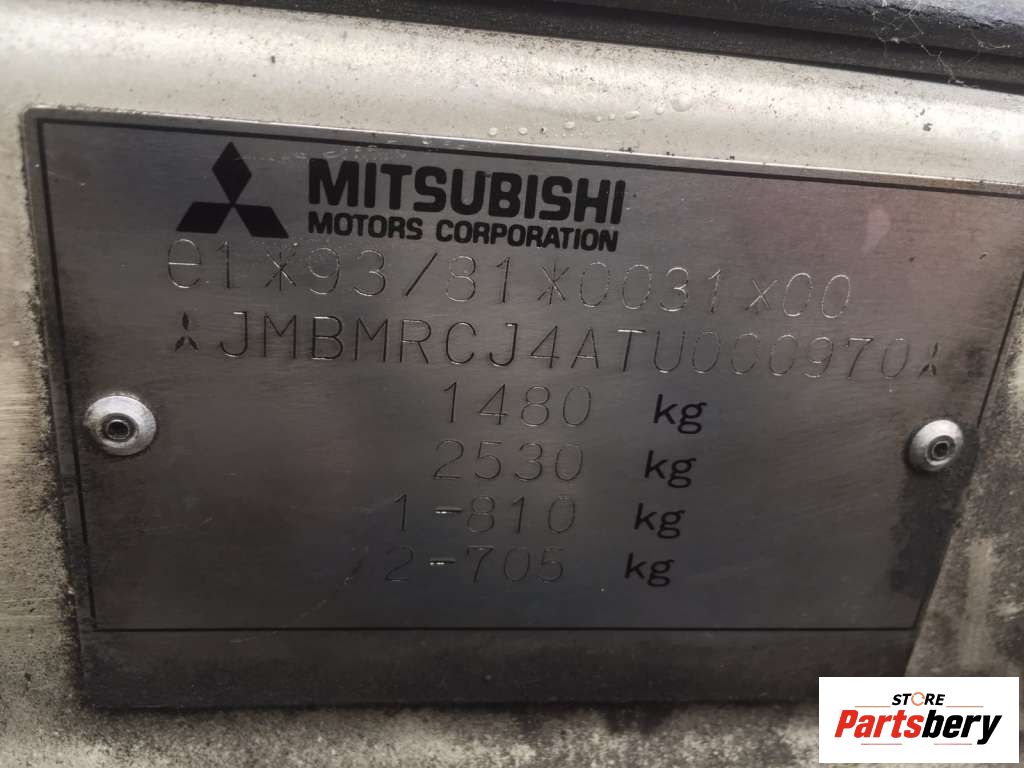 MITSUBISHI
MOTORS CORPORATION
e1*93/81*0031*00
JMBMRCJ4ATU000970
1480 kg
2530 kg
1-810 kg
2-705 kg
STORE
Partsbery